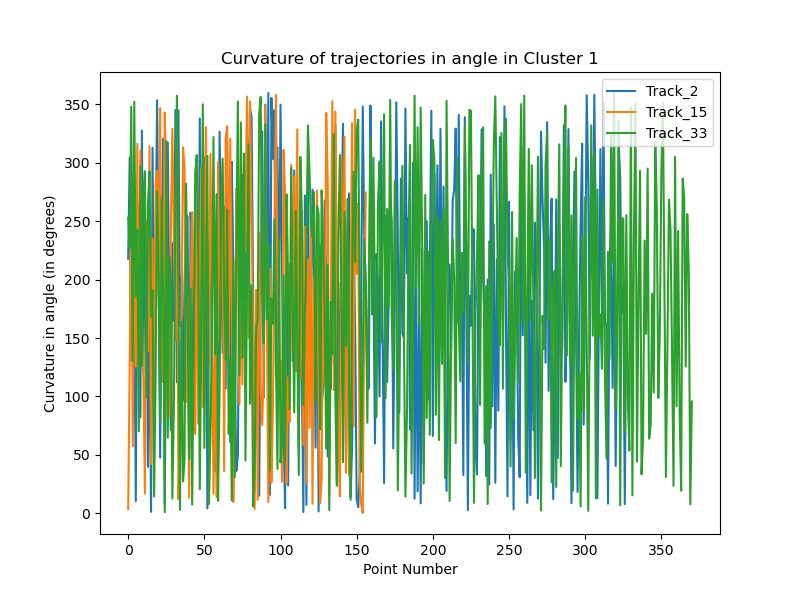 Curvature of trajectories in angle in Cluster 1
Track_2
Track_15
Track_33
Curvature in angle (in degrees)
350
300
250
200
150
100
50
0
0 50 100 150 200 250 300 350
Point Number